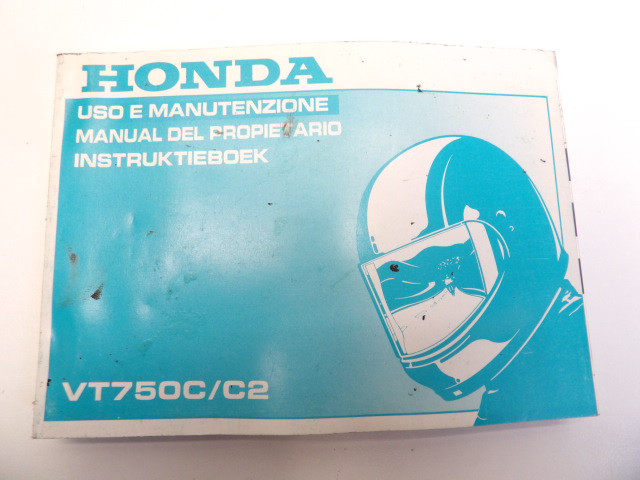 HONDA
USO E MANUTENZIONE
MANUAL DEL PROPIETARIO
INSTRUKTIEBOEK
VT750C/C2